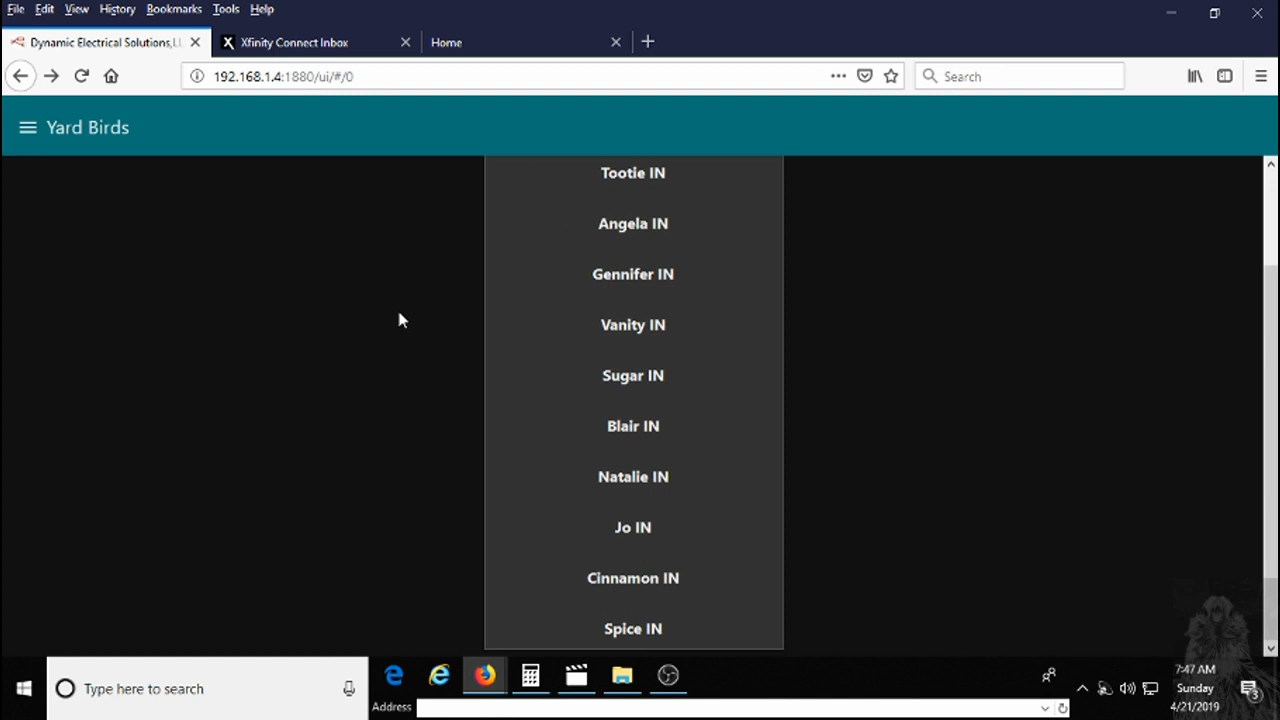 File Edit View History Bookmarks Tools Help
Dynamic Electrical Solutions,LL
Xfinity Connect Inbox
Home
192.168.1.4:1880/ui/#/0
Search
Yard Birds
Tootie IN
Angela IN
Gennifer IN
Vanity IN
Sugar IN
Blair IN
Natalie IN
Jo IN
Cinnamon IN
Spice IN
Type here to search
Address
7:47 AM
Sunday
4/21/2019
3